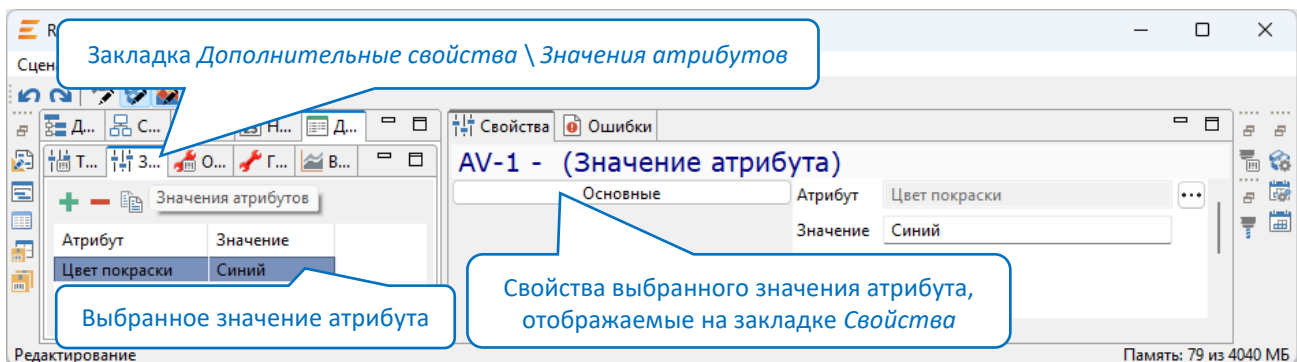 R
Закладка Дополнительные свойства \ Значения атрибутов
Сцен
Д... С... Н... Д...
Свойства Ошибки
Т... З... О... Г... В...
AV-1 - (Значение атрибута)
Значения атрибутов
Основные
Атрибут Цвет покраски ...
Атрибут Значение
Значение Синий
Цвет покраски Синий
Выбранное значение атрибута
Свойства выбранного значения атрибута,
отображаемые на закладке Свойства
Редактирование
Память: 79 из 4040 МБ